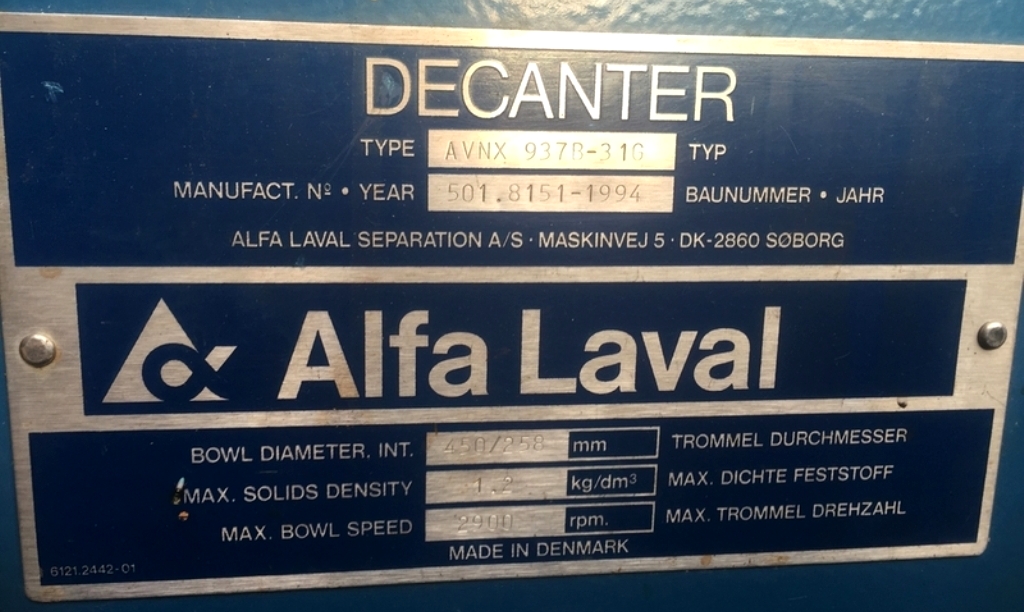 DECANTER
TYPE AVNX 937B-31G TYP
MANUFACT. Nº • YEAR 501.8151-1994 BAUNUMMER • JAHR
ALFA LAVAL SEPARATION A/S · MASKINVEJ 5 · DK-2860 SØBORG
Alfa Laval
BOWL DIAMETER. INT. 450/258 mm TROMMEL DURCHMESSER
MAX. SOLIDS DENSITY 1.2 kg/dm³ MAX. DICHTE FESTSTOFF
MAX. BOWL SPEED 2900 rpm. MAX. TROMMEL DREHZAHL
MADE IN DENMARK
6121.2442-01